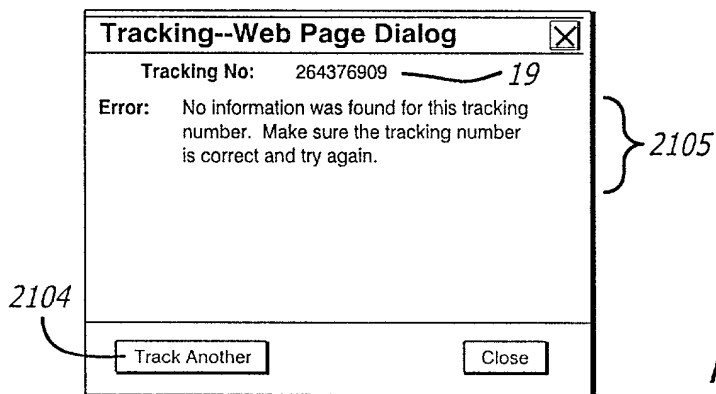 Tracking--Web Page Dialog
Tracking No: 264376909 19
Error: No information was found for this tracking
number. Make sure the tracking number
is correct and try again.
2105
2104
Track Another Close